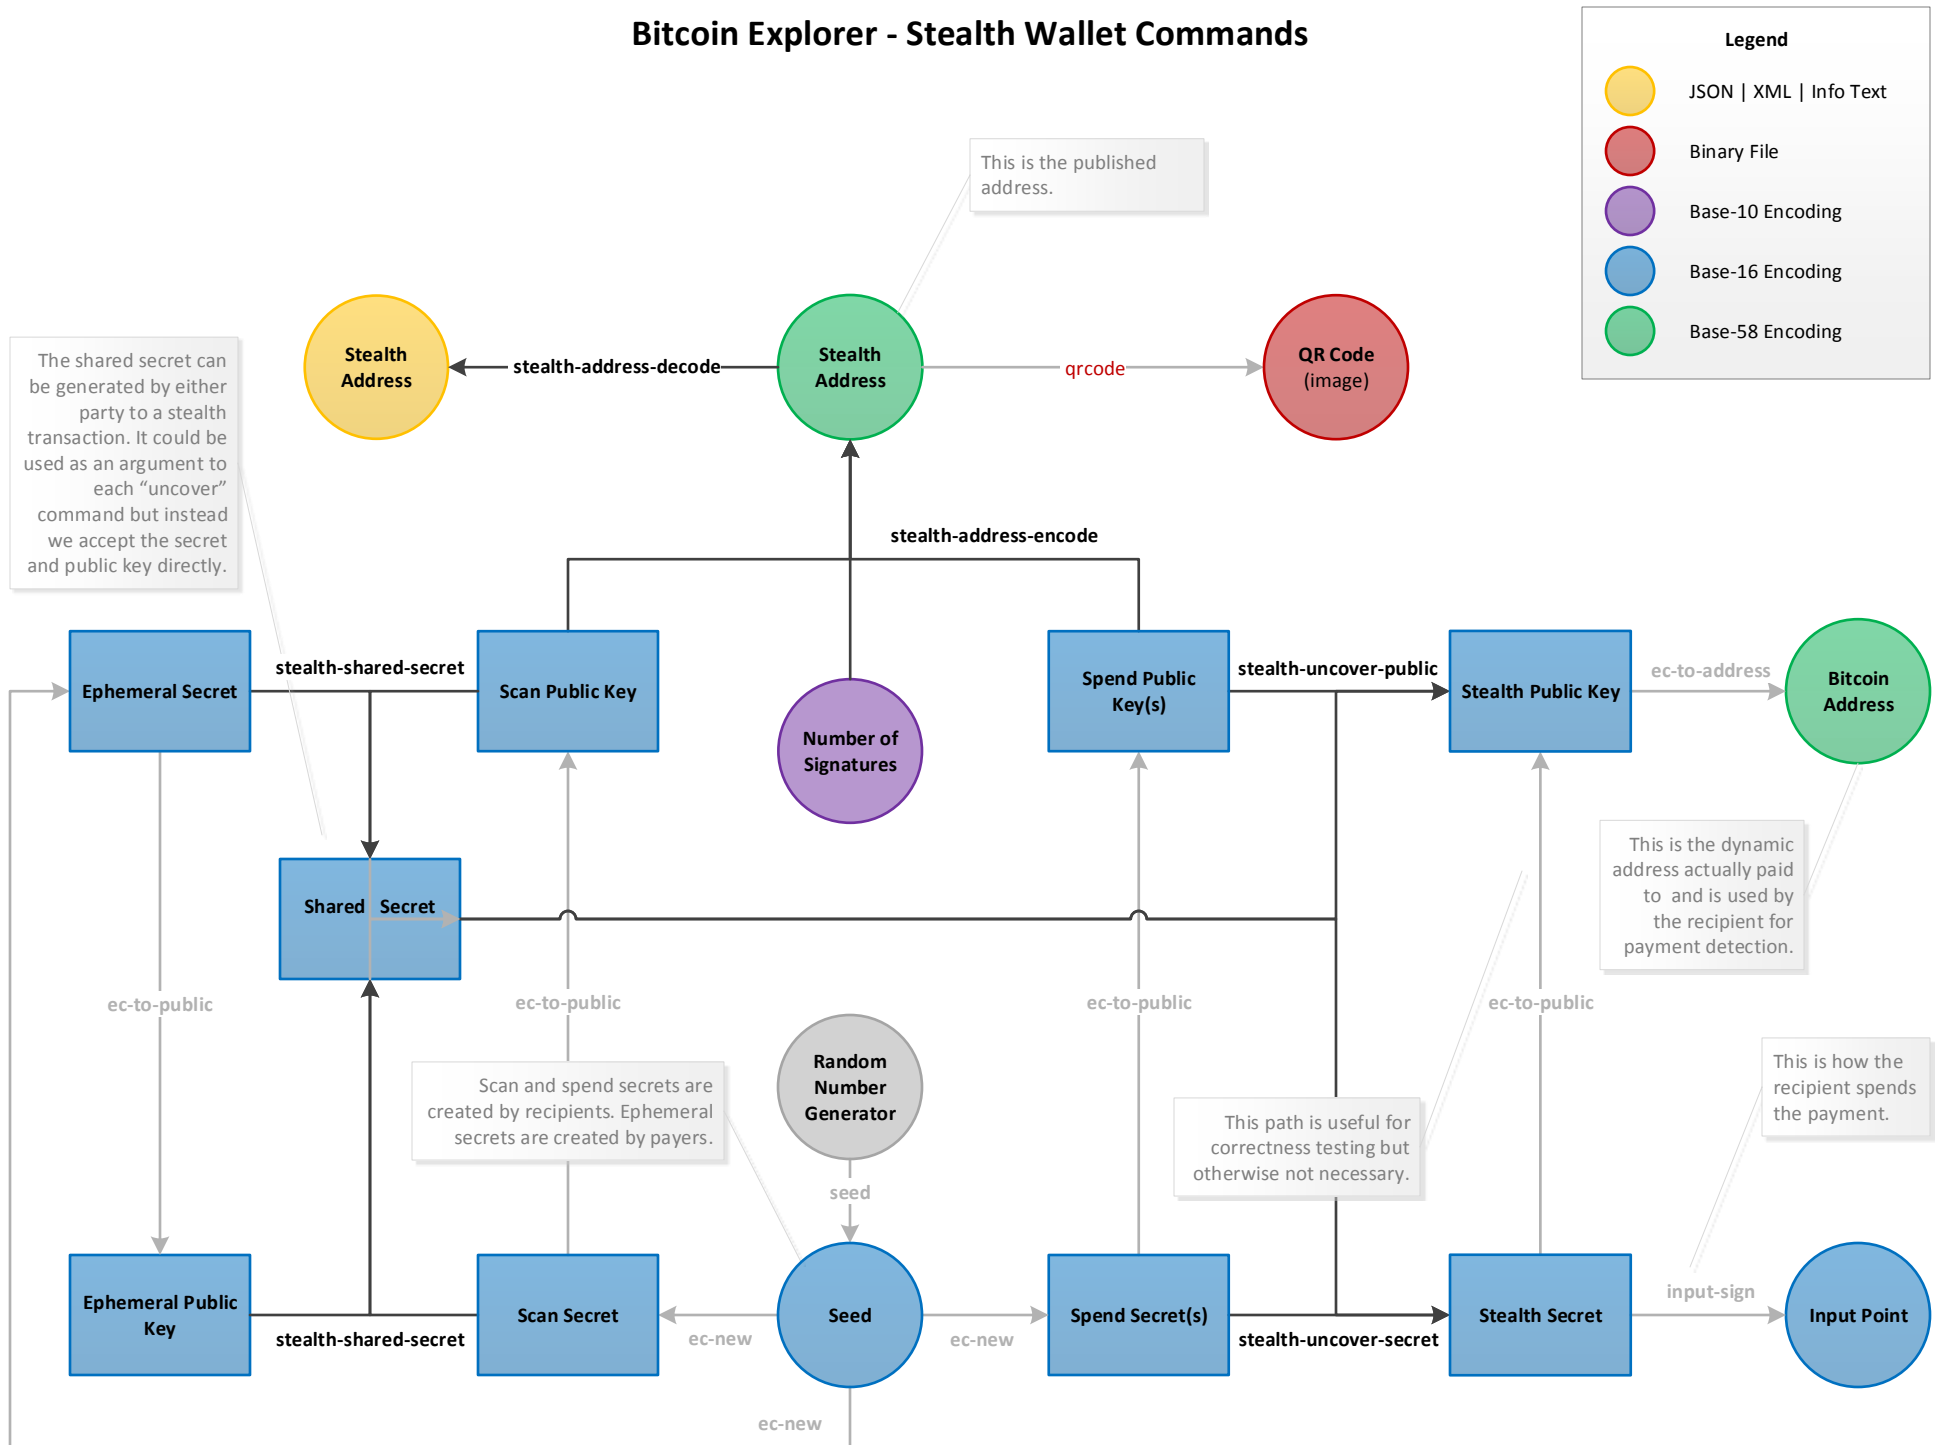 Bitcoin Explorer - Stealth Wallet Commands
Legend
JSON | XML | Info Text
Binary File
Base-10 Encoding
Base-16 Encoding
Base-58 Encoding
This is the published
address.
Stealth
Address
stealth-address-decode
Stealth
Address
qrcode
QR Code
(image)
The shared secret can
be generated by either
party to a stealth
transaction. It could be
used as an argument to
each “uncover”
command but instead
we accept the secret
and public key directly.
stealth-address-encode
Ephemeral Secret
stealth-shared-secret
Scan Public Key
Number of
Signatures
Spend Public
Key(s)
stealth-uncover-public
Stealth Public Key
ec-to-address
Bitcoin
Address
This is the dynamic
address actually paid
to and is used by
the recipient for
payment detection.
Shared Secret
ec-to-public
ec-to-public
ec-to-public
ec-to-public
Random
Number
Generator
Scan and spend secrets are
created by recipients. Ephemeral
secrets are created by payers.
This path is useful for
correctness testing but
otherwise not necessary.
This is how the
recipient spends
the payment.
seed
Ephemeral Public
Key
stealth-shared-secret
Scan Secret
ec-new
Seed
ec-new
Spend Secret(s)
stealth-uncover-secret
Stealth Secret
input-sign
Input Point
ec-new